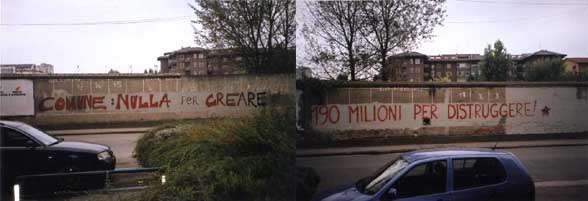 COMUNE: NULLA PER CREARE
190 MILIONI PER DISTRUGGERE!